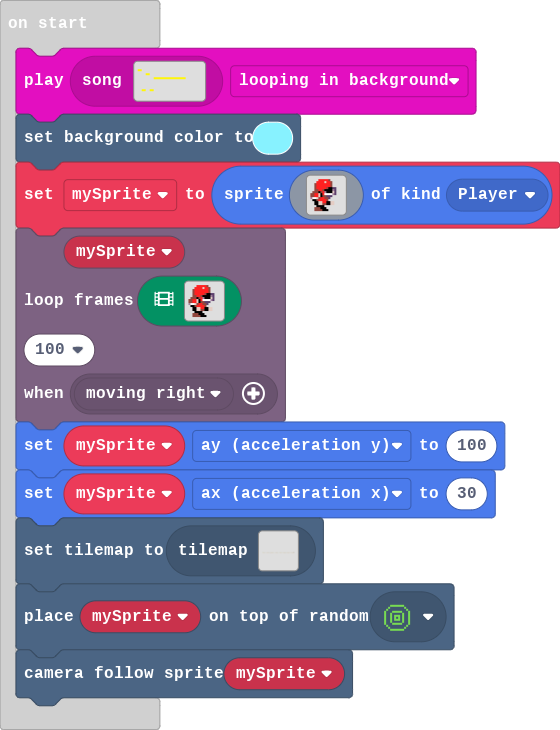 on start
play song looping in background
set background color to
set mySprite to sprite of kind Player
mySprite
loop frames
100
when moving right
set mySprite ay (acceleration y) to 100
set mySprite ax (acceleration x) to 30
set tilemap to tilemap
place mySprite on top of random
camera follow sprite mySprite